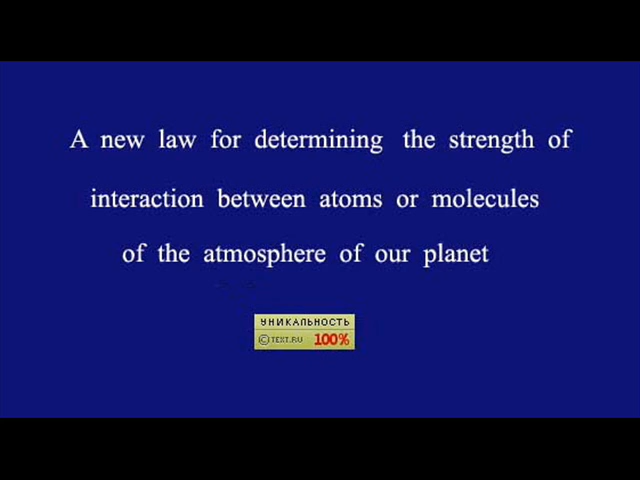 A new law for determining the strength of
interaction between atoms or molecules
of the atmosphere of our planet
УНИКАЛЬНОСТЬ
©TEXT.RU 100%